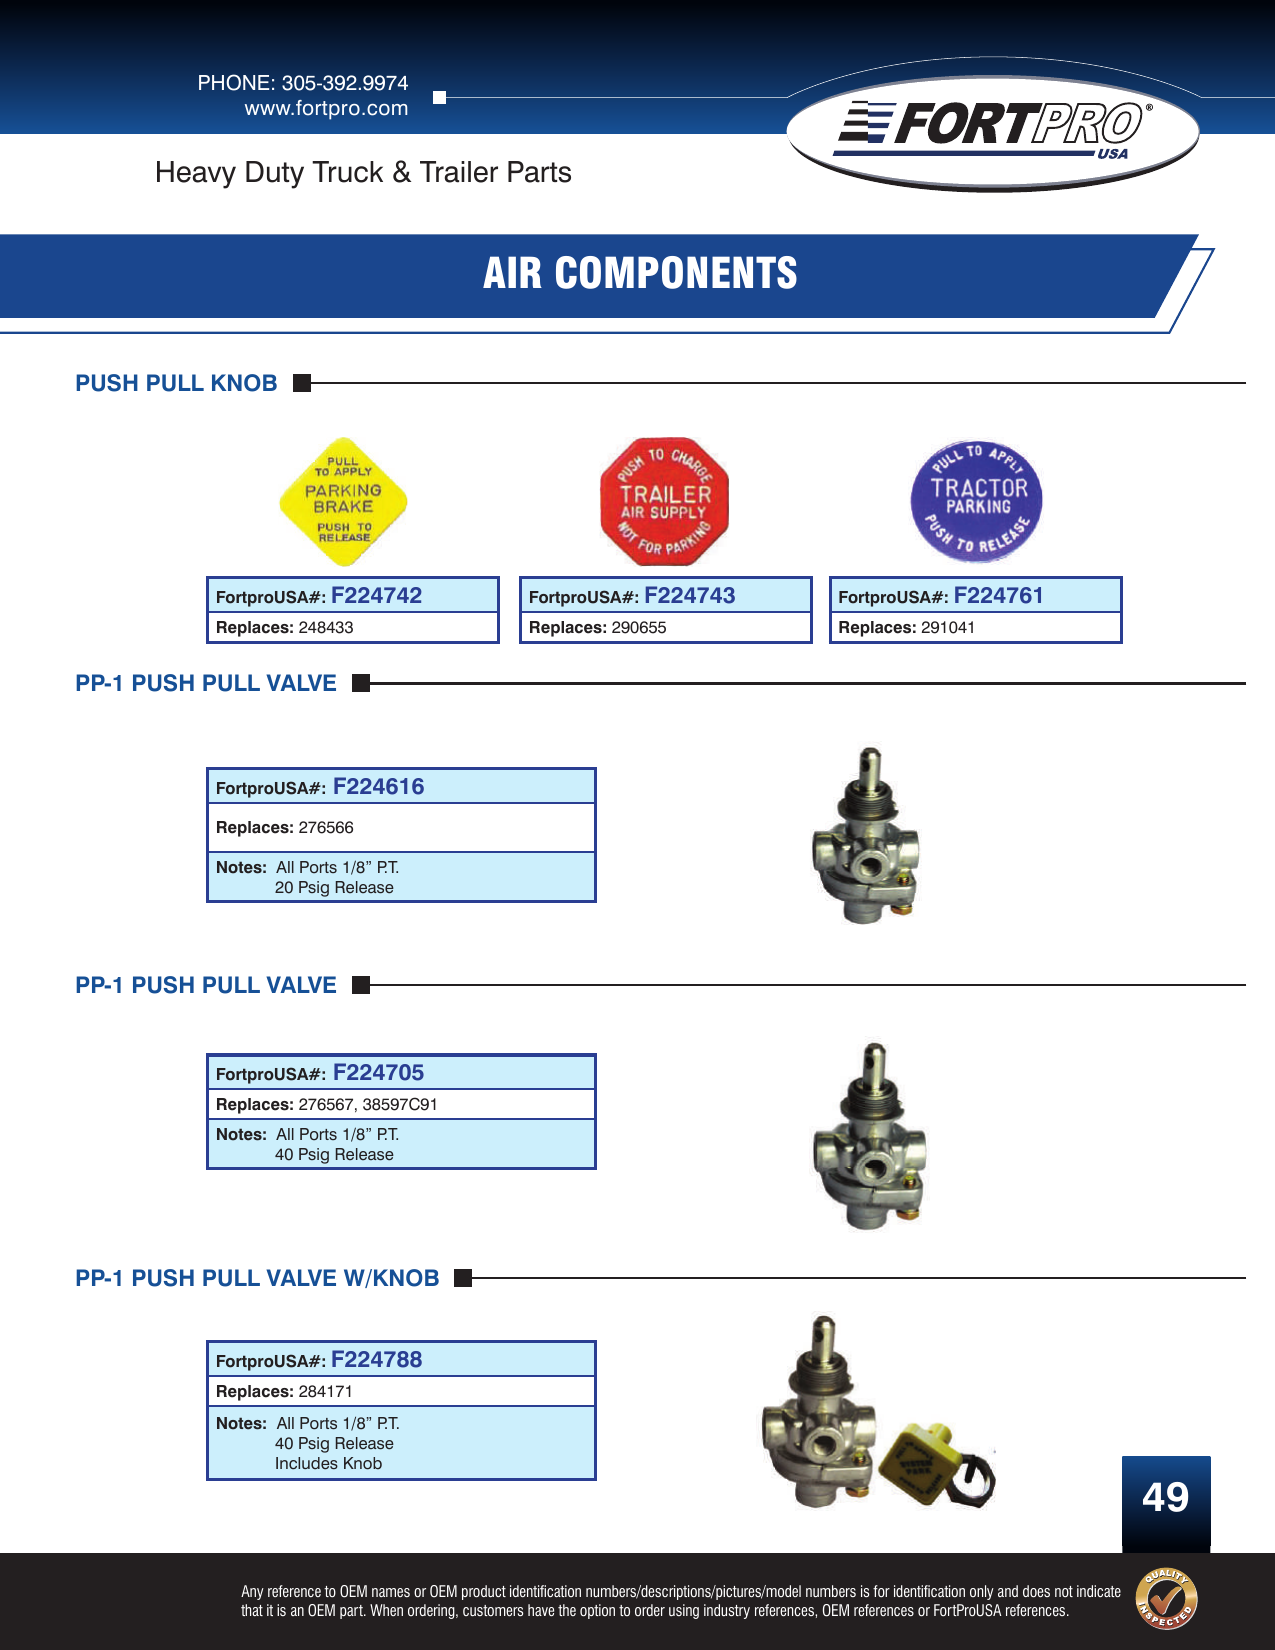 PHONE: 305-392.9974
www.fortpro.com
FORTPRO®
USA
Heavy Duty Truck & Trailer Parts
AIR COMPONENTS
PUSH PULL KNOB
PULL
TO APPLY
PARKING
BRAKE
PUSH TO
RELEASE
PUSH TO CHARGE
TRAILER
AIR SUPPLY
NOT FOR PARKING
PULL TO APPLY
TRACTOR
PARKING
PUSH TO RELEASE
FortproUSA#: F224742
Replaces: 248433
FortproUSA#: F224743
Replaces: 290655
FortproUSA#: F224761
Replaces: 291041
PP-1 PUSH PULL VALVE
FortproUSA#: F224616
Replaces: 276566
Notes: All Ports 1/8” P.T.
20 Psig Release
PP-1 PUSH PULL VALVE
FortproUSA#: F224705
Replaces: 276567, 38597C91
Notes: All Ports 1/8” P.T.
40 Psig Release
PP-1 PUSH PULL VALVE W/KNOB
FortproUSA#: F224788
Replaces: 284171
Notes: All Ports 1/8” P.T.
40 Psig Release
Includes Knob
SYSTEM
PARK
49
Any reference to OEM names or OEM product identification numbers/descriptions/pictures/model numbers is for identification only and does not indicate
that it is an OEM part. When ordering, customers have the option to order using industry references, OEM references or FortProUSA references.
QUALITY
INSPECTED